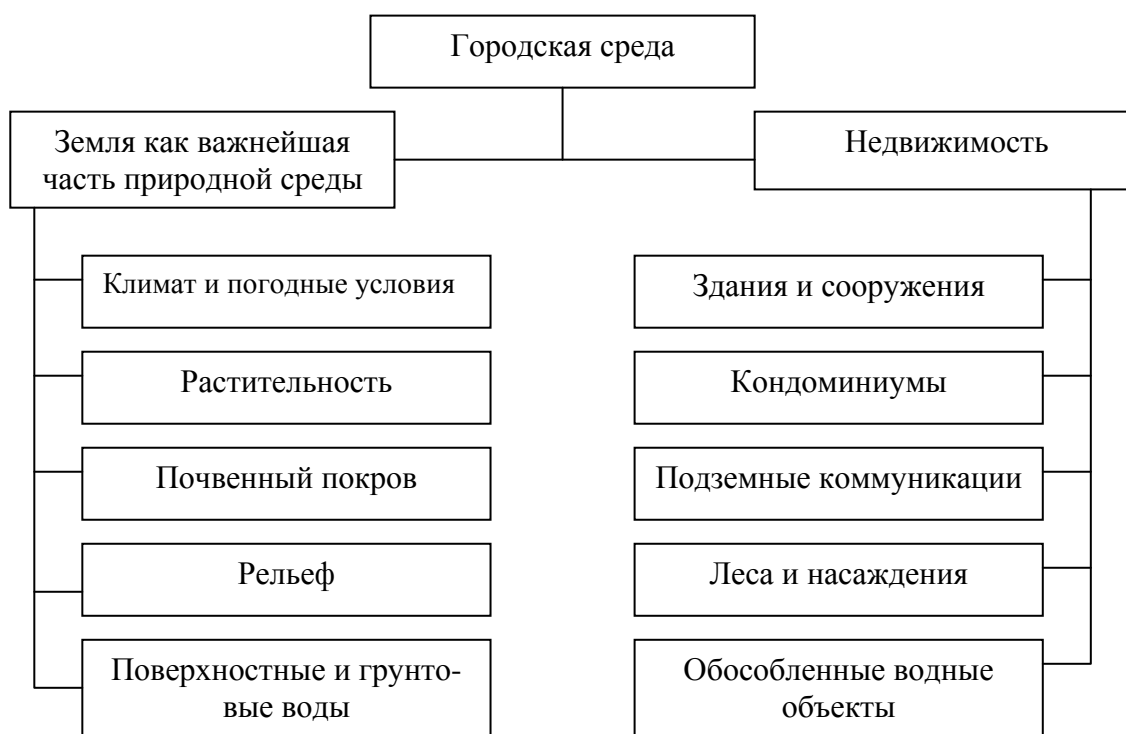 Городская среда
Земля как важнейшая
часть природной среды
Недвижимость
Климат и погодные условия
Растительность
Почвенный покров
Рельеф
Поверхностные и грунто-
вые воды
Здания и сооружения
Кондоминиумы
Подземные коммуникации
Леса и насаждения
Обособленные водные
объекты